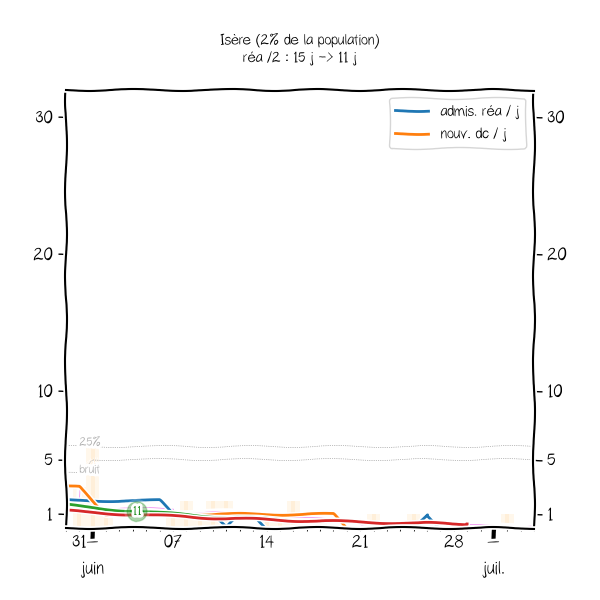 Isère (2% de la population)
réa /2 : 15 j -> 11 j
admis. réa / j
nouv. dc / j
30 30
20 20
10 10
25%
5 5
bruit
11
1 1
31 1 07 14 21 28 1
juin juil.